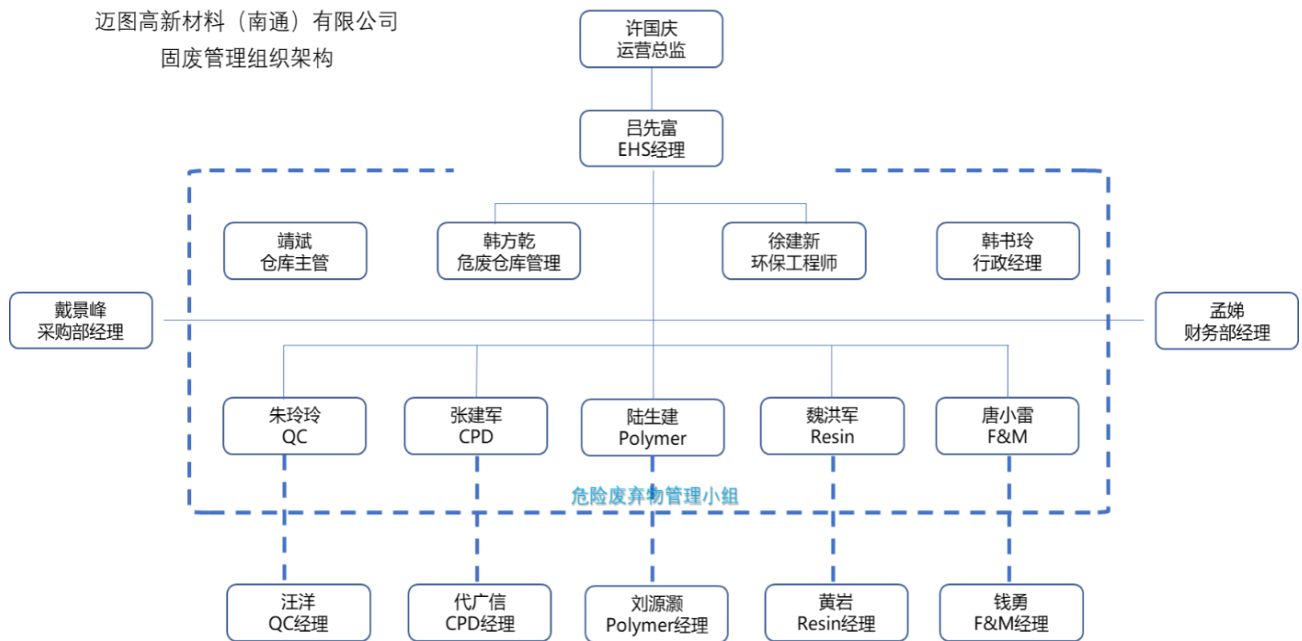 迈图高新材料（南通）有限公司
固废管理组织架构
许国庆
运营总监
吕先富
EHS经理
靖斌
仓库主管
韩方乾
危废仓库管理
徐建新
环保工程师
韩书玲
行政经理
戴景峰
采购部经理
孟娣
财务部经理
朱玲玲
QC
张建军
CPD
陆生建
Polymer
魏洪军
Resin
唐小雷
F&M
危险废弃物管理小组
汪洋
QC经理
代广信
CPD经理
刘源灏
Polymer经理
黄岩
Resin经理
钱勇
F&M经理